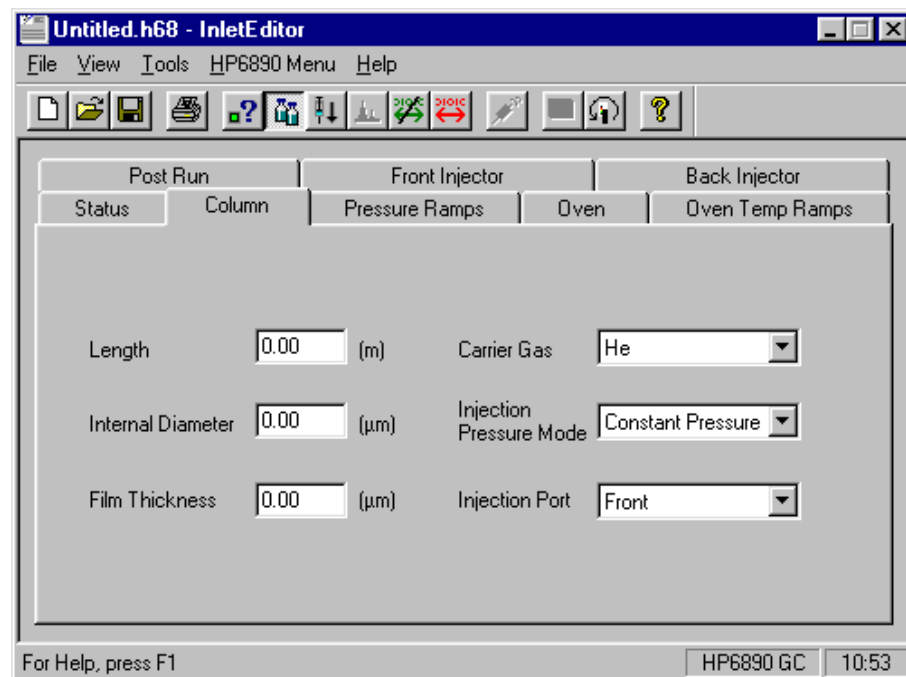 Untitled.h68 - InletEditor
File View Tools HP6890 Menu Help
Post Run Front Injector Back Injector
Status Column Pressure Ramps Oven Oven Temp Ramps
Length 0.00 (m) Carrier Gas He
Internal Diameter 0.00 (µm) Injection Pressure Mode Constant Pressure
Film Thickness 0.00 (µm) Injection Port Front
For Help, press F1 HP6890 GC 10:53